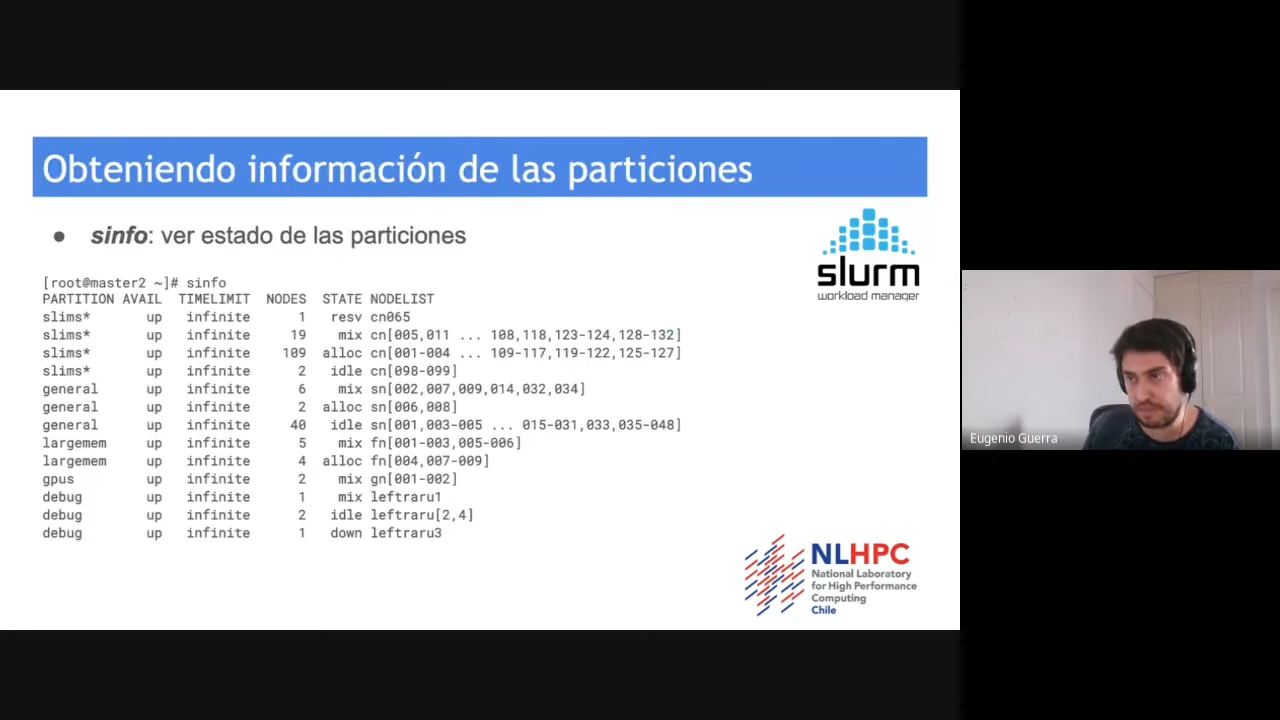 Obteniendo información de las particiones
● sinfo: ver estado de las particiones
slurm
workload manager
[root@master2 ~]# sinfo
PARTITION AVAIL  TIMELIMIT  NODES  STATE NODELIST
slims*       up   infinite      1   resv cn065
slims*       up   infinite     19    mix cn[005,011 ... 108,118,123-124,128-132]
slims*       up   infinite    109  alloc cn[001-004 ... 109-117,119-122,125-127]
slims*       up   infinite      2   idle cn[098-099]
general      up   infinite      6    mix sn[002,007,009,014,032,034]
general      up   infinite      2  alloc sn[006,008]
general      up   infinite     40   idle sn[001,003-005 ... 015-031,033,035-048]
largemem     up   infinite      5    mix fn[001-003,005-006]
largemem     up   infinite      4  alloc fn[004,007-009]
gpus         up   infinite      2    mix gn[001-002]
debug        up   infinite      1    mix leftraru1
debug        up   infinite      2   idle leftraru[2,4]
debug        up   infinite      1   down leftraru3
NLHPC
National Laboratory
for High Performance
Computing
Chile
Eugenio Guerra